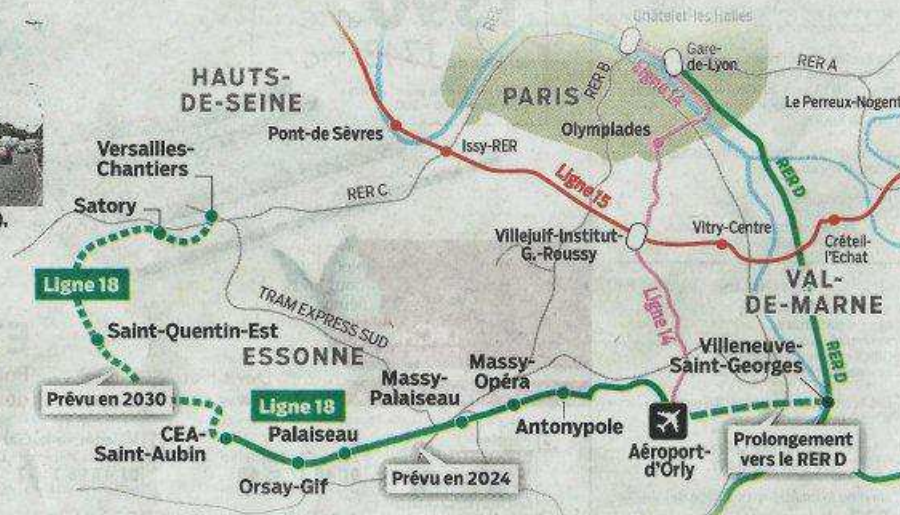 Châtelet-les Halles
RER
Gare-
de-Lyon
RER A
HAUTS-
DE-SEINE
PARIS
RER B
Ligne 14
Le Perreux-Nogent
Pont-de Sèvres
Olympiades
Issy-RER
Versailles-
Chantiers
Ligne 15
RER D
RER C
Satory
).
Villejuif-Institut-
G.-Roussy
Vitry-Centre
Créteil-
l'Echat
Ligne 18
TRAM EXPRESS SUD
Ligne 14
VAL-
DE-MARNE
Saint-Quentin-Est
ESSONNE
Villeneuve-
Saint-Georges
RER D
Massy-
Opéra
Massy-
Palaiseau
Prévu en 2030
Ligne 18
CEA-
Saint-Aubin
Palaiseau
Antonypole
Aéroport-
d'Orly
Prolongement
vers le RER D
Orsay-Gif
Prévu en 2024